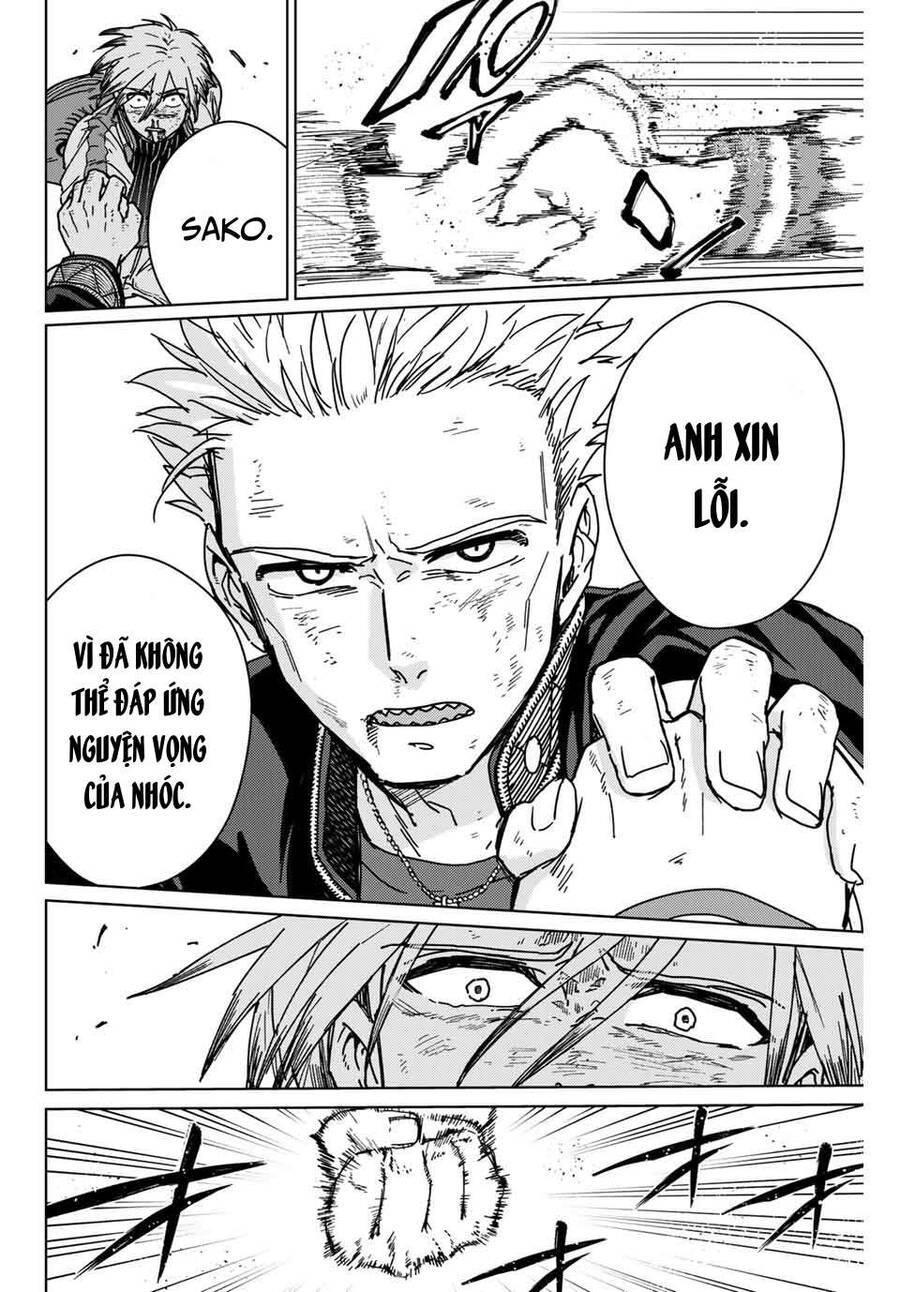 SAKO.
ANH XIN
LỖI.
VÌ ĐÃ KHÔNG
THỂ ĐÁP ỨNG
NGUYỆN VỌNG
CỦA NHÓC.